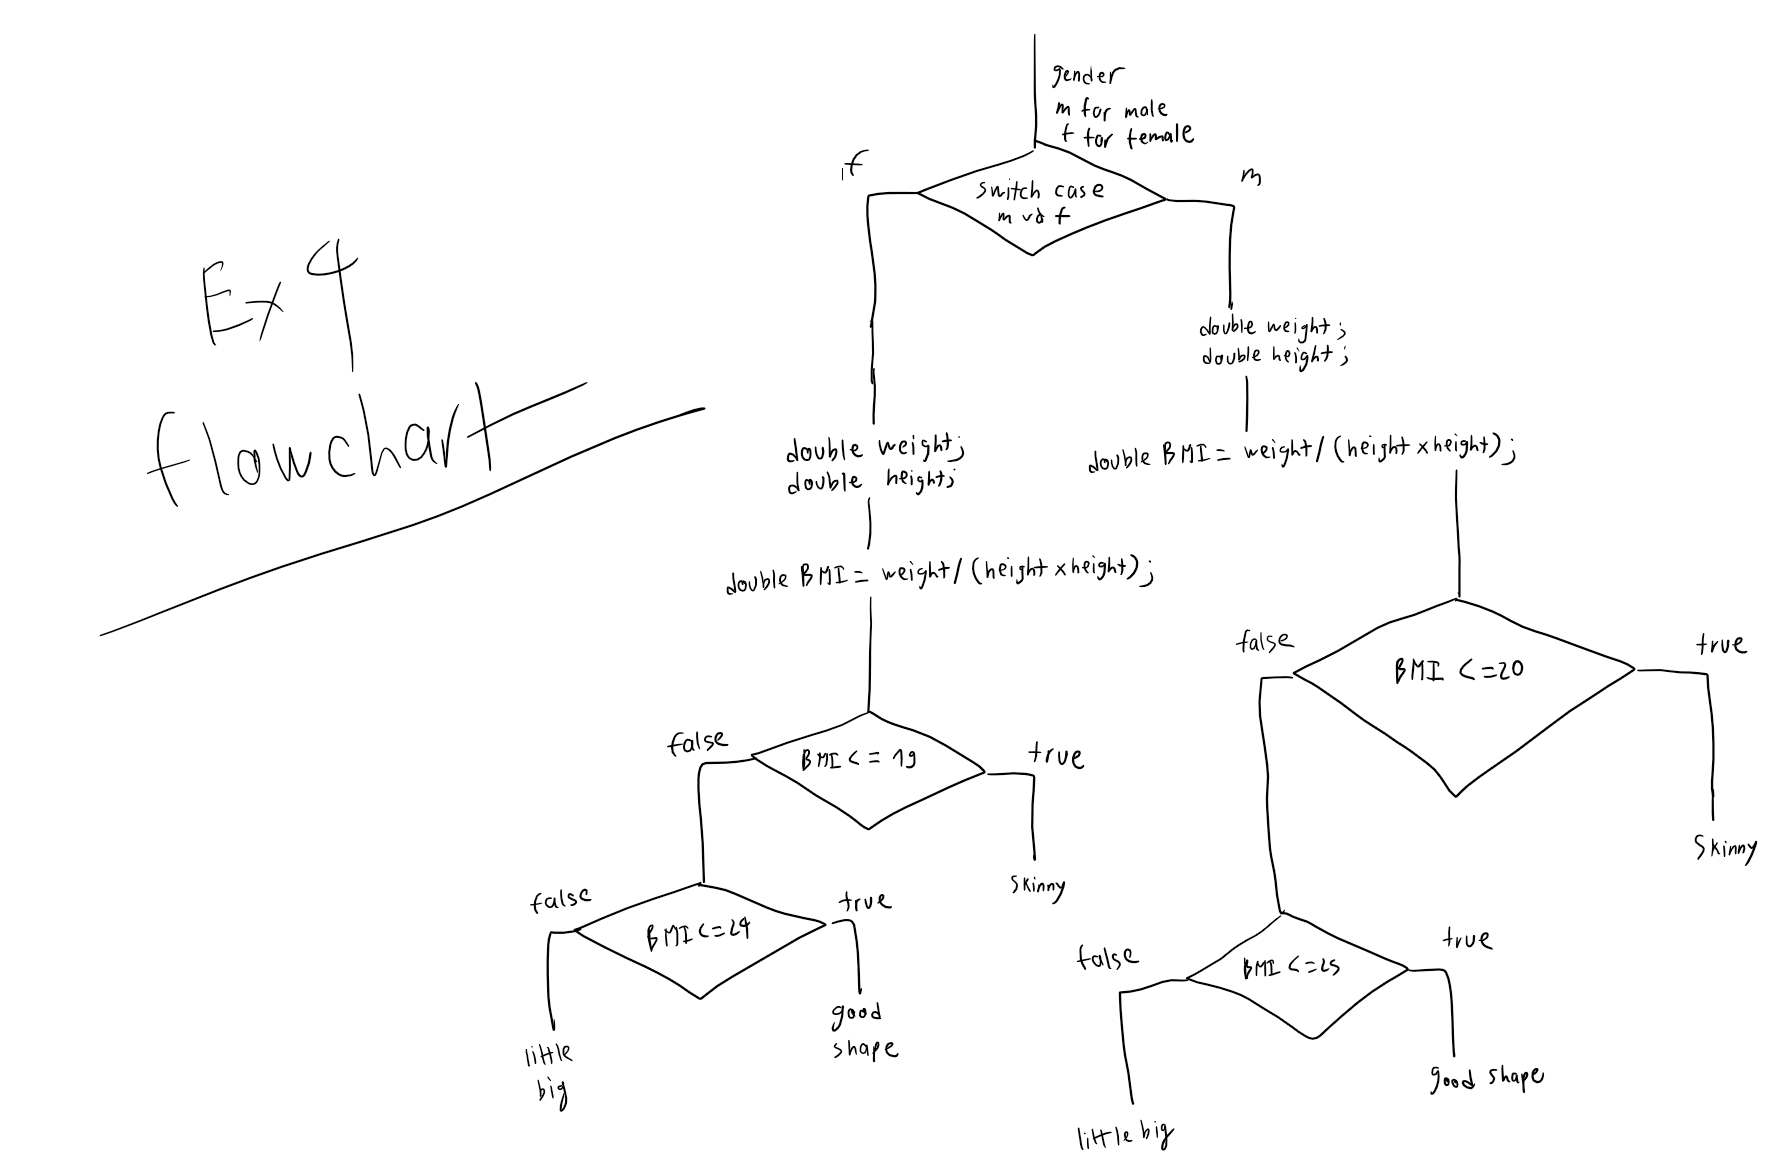 gender
m for male
f for female
f
m
switch case
m và f
Ex 4
flowchart
double weight;
double height;
double weight;
double height;
double BMI = weight/(height x height);
double BMI = weight/(height x height);
false
BMI <=20
true
false
BMI <= 19
true
skinny
skinny
false
BMI <=24
true
false
BMI <=25
true
good
shape
little
big
good shape
little big